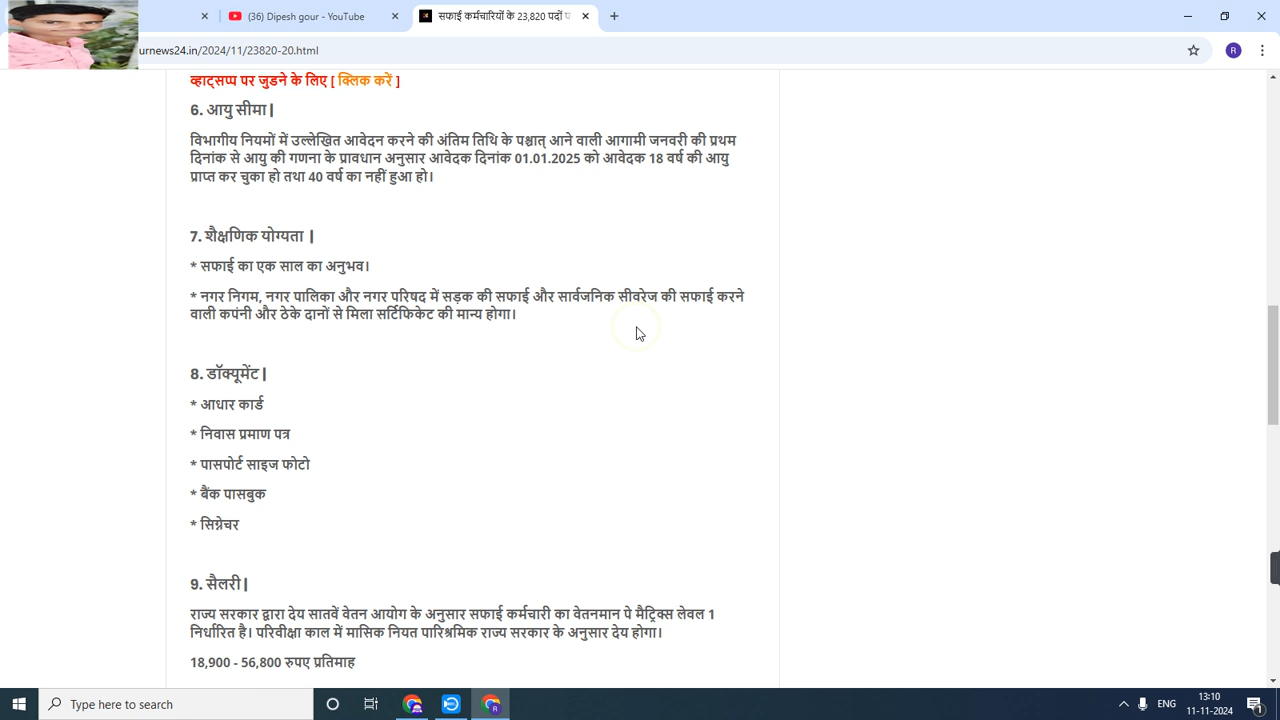 (36) Dipesh gour - YouTube
सफाई कर्मचारियों के 23,820 पदों
urnews24.in/2024/11/23820-20.html
R
व्हाट्सप्प पर जुडने के लिए [ क्लिक करें ]
6. आयु सीमा |
विभागीय नियमों में उल्लेखित आवेदन करने की अंतिम तिथि के पश्चात् आने वाली आगामी जनवरी की प्रथम
दिनांक से आयु की गणना के प्रावधान अनुसार आवेदक दिनांक 01.01.2025 को आवेदक 18 वर्ष की आयु
प्राप्त कर चुका हो तथा 40 वर्ष का नहीं हुआ हो।
7. शैक्षणिक योग्यता |
* सफाई का एक साल का अनुभव।
* नगर निगम, नगर पालिका और नगर परिषद में सड़क की सफाई और सार्वजनिक सीवरेज की सफाई करने
वाली कपंनी और ठेके दानों से मिला सर्टिफिकेट की मान्य होगा।
8. डॉक्यूमेंट |
* आधार कार्ड
* निवास प्रमाण पत्र
* पासपोर्ट साइज फोटो
* बैंक पासबुक
* सिग्नेचर
9. सैलरी |
राज्य सरकार द्वारा देय सातवें वेतन आयोग के अनुसार सफाई कर्मचारी का वेतनमान पे मैट्रिक्स लेवल 1
निर्धारित है। परिवीक्षा काल में मासिक नियत पारिश्रमिक राज्य सरकार के अनुसार देय होगा।
18,900 - 56,800 रुपए प्रतिमाह
Type here to search
ENG
13:10
11-11-2024